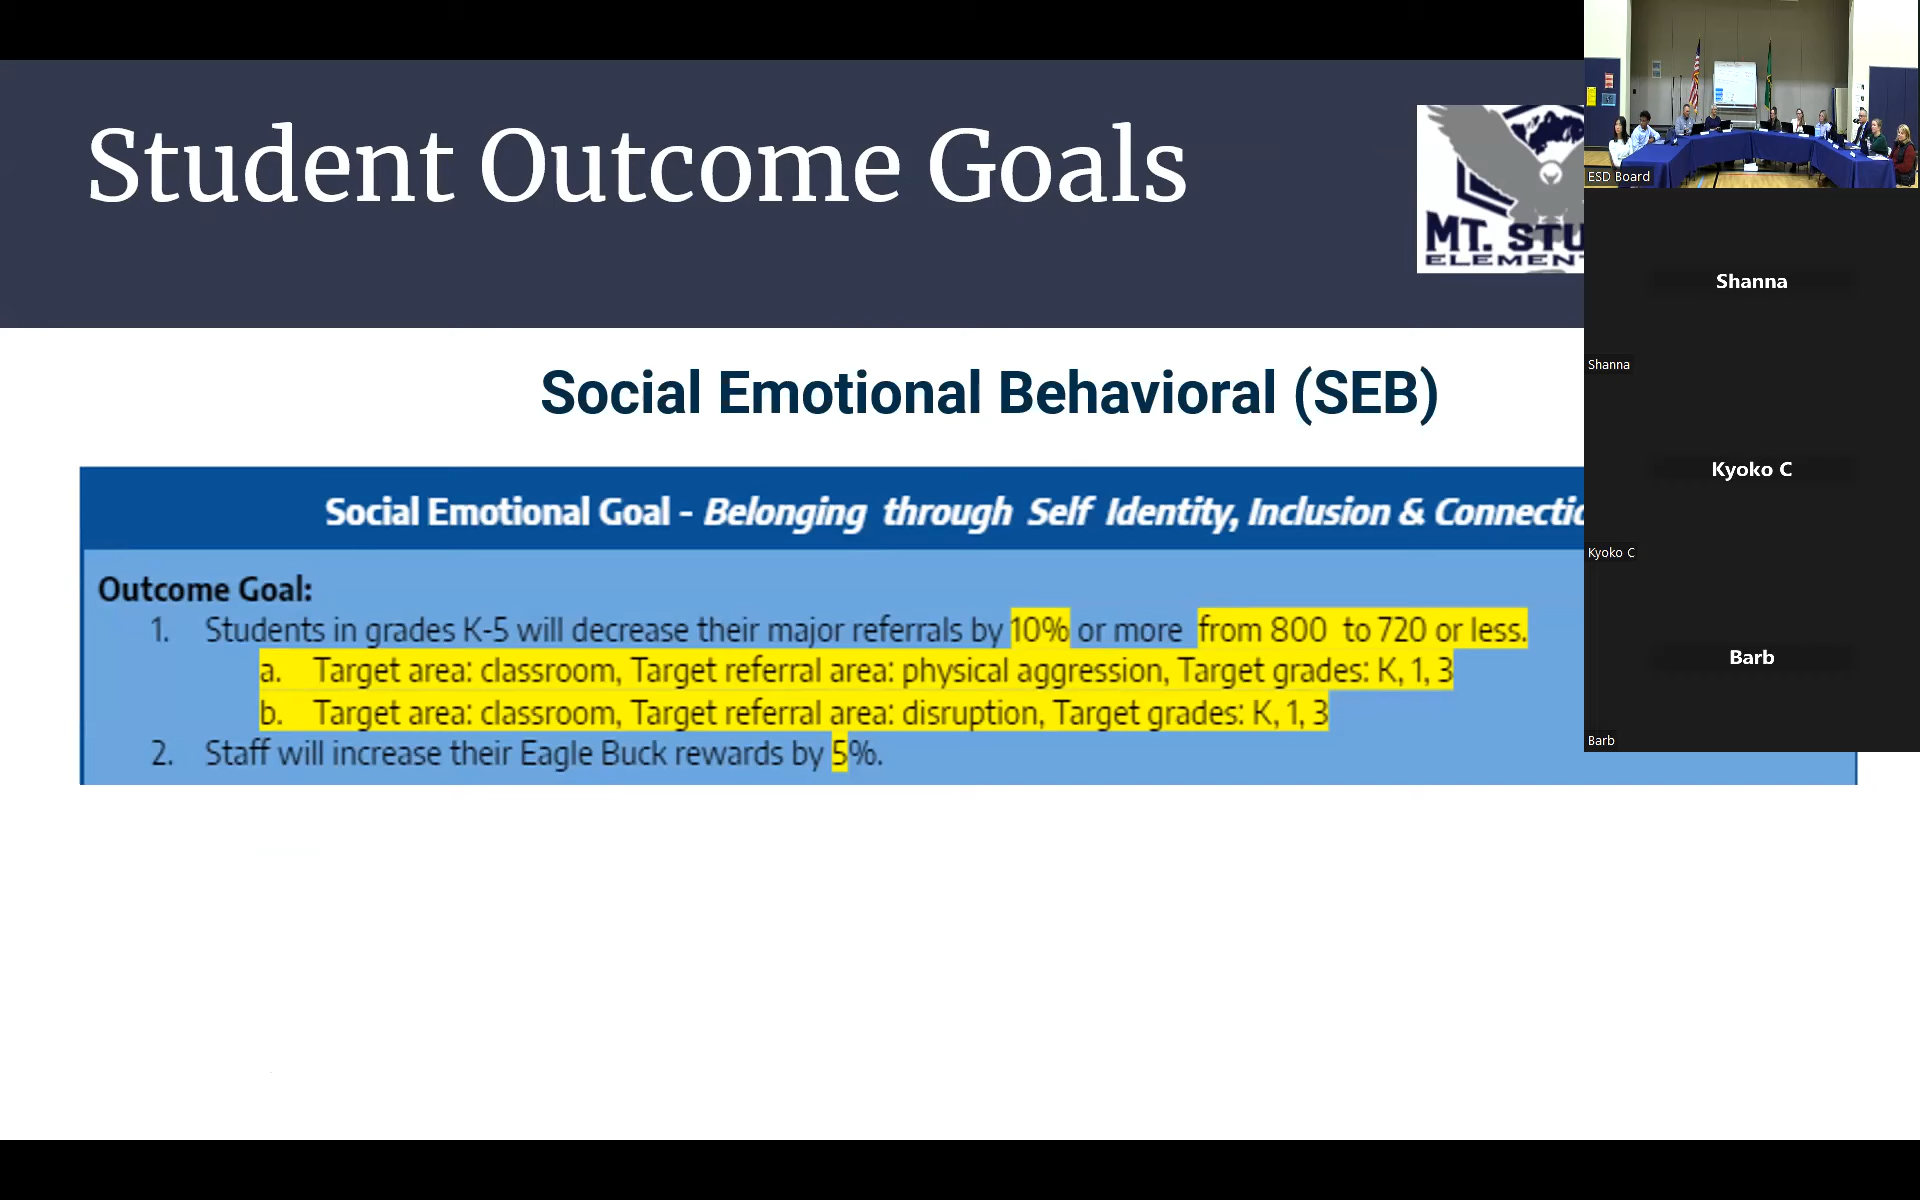 Student Outcome Goals
MT. STU
ELEMENT
Social Emotional Behavioral (SEB)
Social Emotional Goal - Belonging through Self Identity, Inclusion & Connectio
Outcome Goal:
1. Students in grades K-5 will decrease their major referrals by 10% or more from 800 to 720 or less.
a. Target area: classroom, Target referral area: physical aggression, Target grades: K, 1, 3
b. Target area: classroom, Target referral area: disruption, Target grades: K, 1, 3
2. Staff will increase their Eagle Buck rewards by 5%.
ESD Board
Shanna
Shanna
Kyoko C
Kyoko C
Barb
Barb